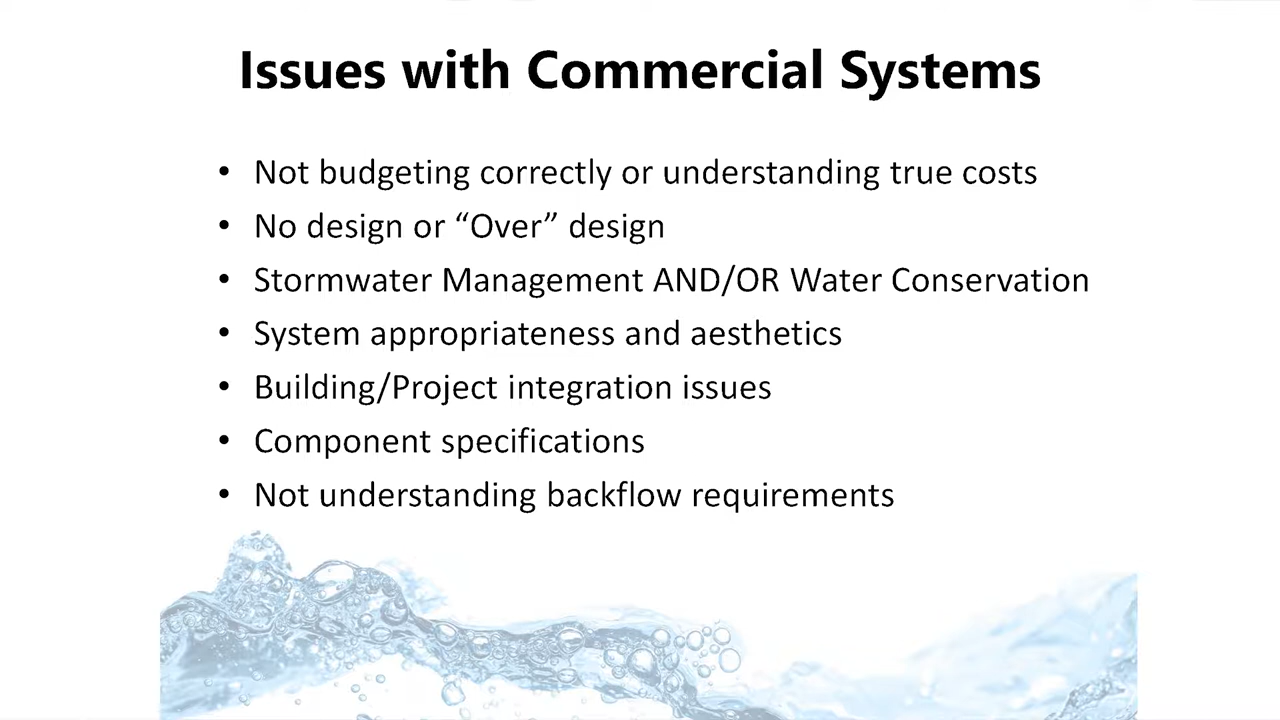 Issues with Commercial Systems
• Not budgeting correctly or understanding true costs
• No design or “Over” design
• Stormwater Management AND/OR Water Conservation
• System appropriateness and aesthetics
• Building/Project integration issues
• Component specifications
• Not understanding backflow requirements